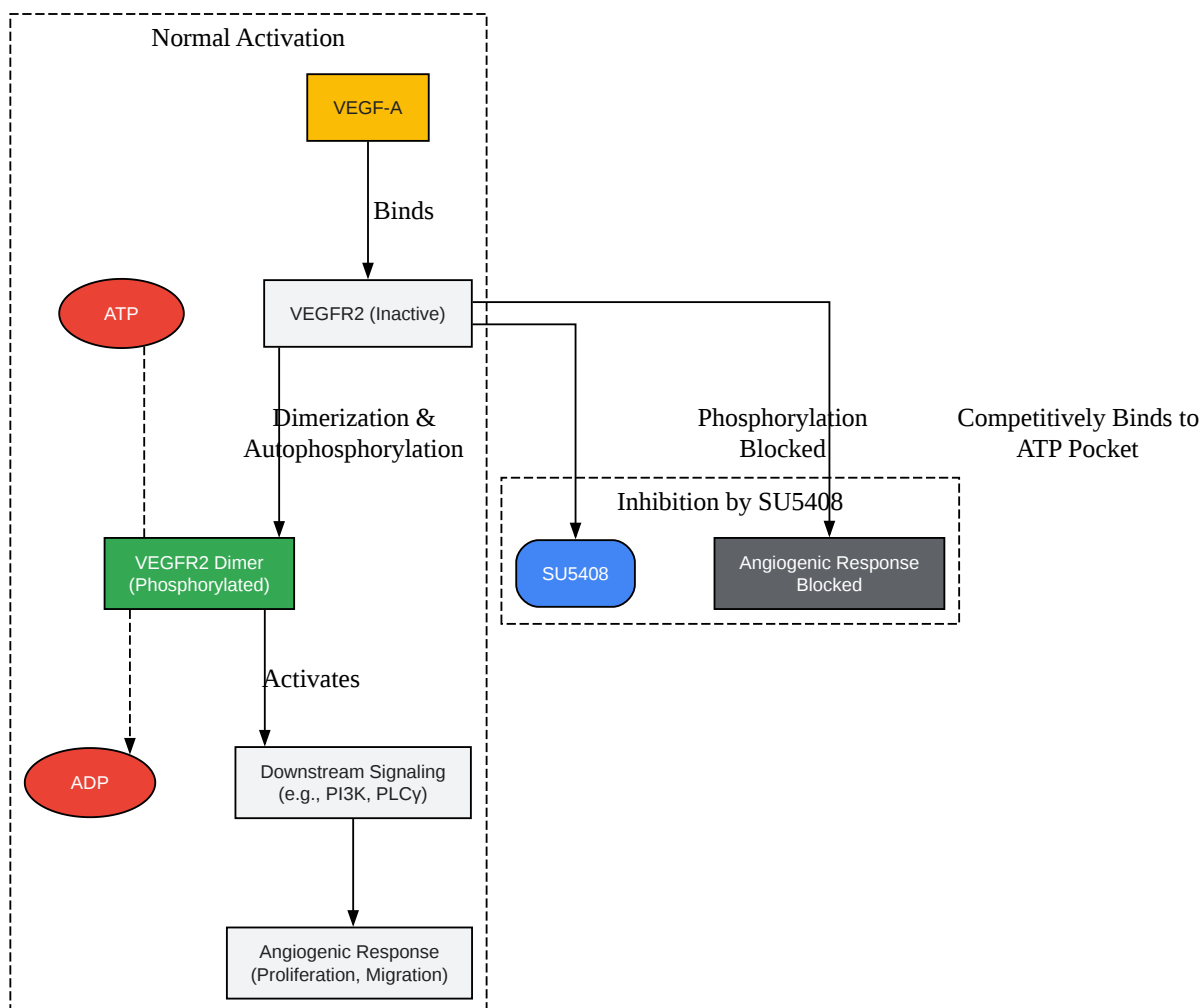 Normal Activation
VEGF-A
Binds
ATP
VEGFR2 (Inactive)
Dimerization &
Autophosphorylation
Phosphorylation
Blocked
Competitively Binds to
ATP Pocket
Inhibition by SU5408
VEGFR2 Dimer
(Phosphorylated)
SU5408
Angiogenic Response
Blocked
Activates
ADP
Downstream Signaling
(e.g., PI3K, PLCγ)
Angiogenic Response
(Proliferation, Migration)